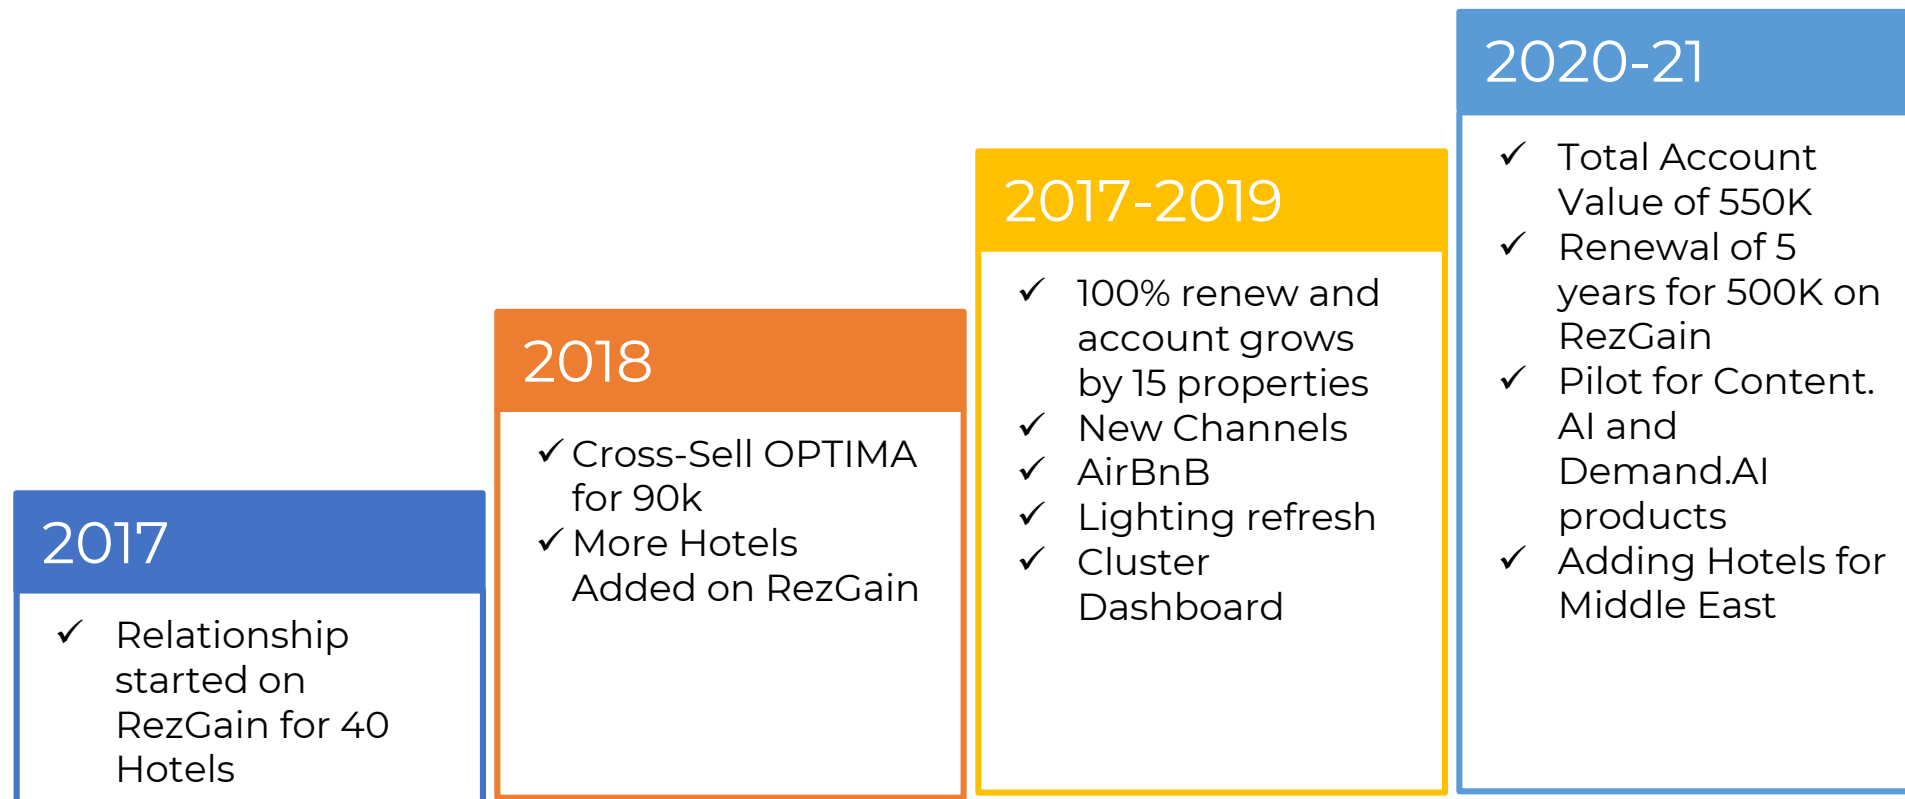 2017
✓ Relationship
started on
RezGain for 40
Hotels
2018
✓ Cross-Sell OPTIMA
for 90k
✓ More Hotels
Added on RezGain
2017-2019
✓ 100% renew and
account grows
by 15 properties
✓ New Channels
✓ AirBnB
✓ Lighting refresh
✓ Cluster
Dashboard
2020-21
✓ Total Account
Value of 550K
✓ Renewal of 5
years for 500K on
RezGain
✓ Pilot for Content.
AI and
Demand.AI
products
✓ Adding Hotels for
Middle East